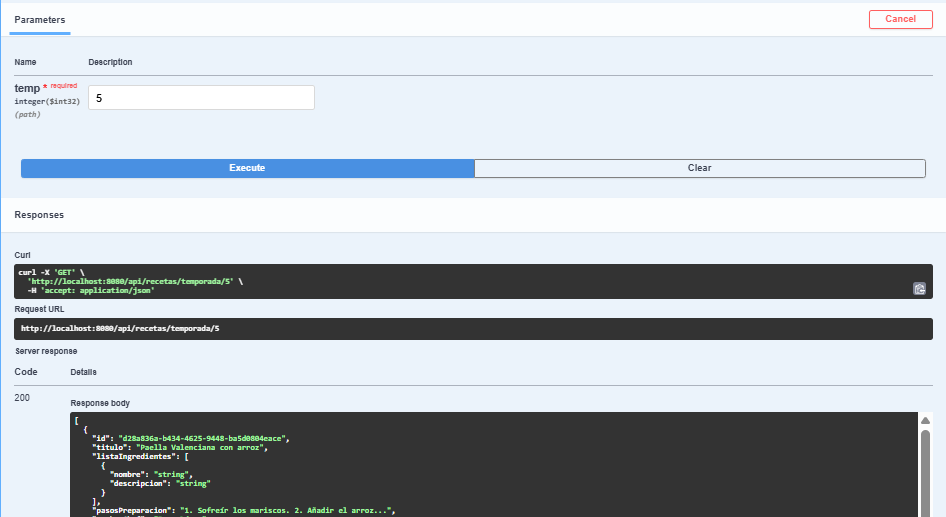 Parameters
Cancel
Name Description
temp * required
integer($int32)
(path)
5
Execute Clear
Responses
Curl
curl -X 'GET' \
'http://localhost:8080/api/recetas/temporada/5' \
-H 'accept: application/json'
Request URL
http://localhost:8080/api/recetas/temporada/5
Server response
Code Details
200
Response body
[
{
"id": "d28a836a-b434-4625-9448-ba5d0804eace",
"titulo": "Paella Valenciana con arroz",
"listaIngredientes": [
{
"nombre": "string",
"descripcion": "string"
}
],
"pasosPreparacion": "1. Sofreír los mariscos. 2. Añadir el arroz...",